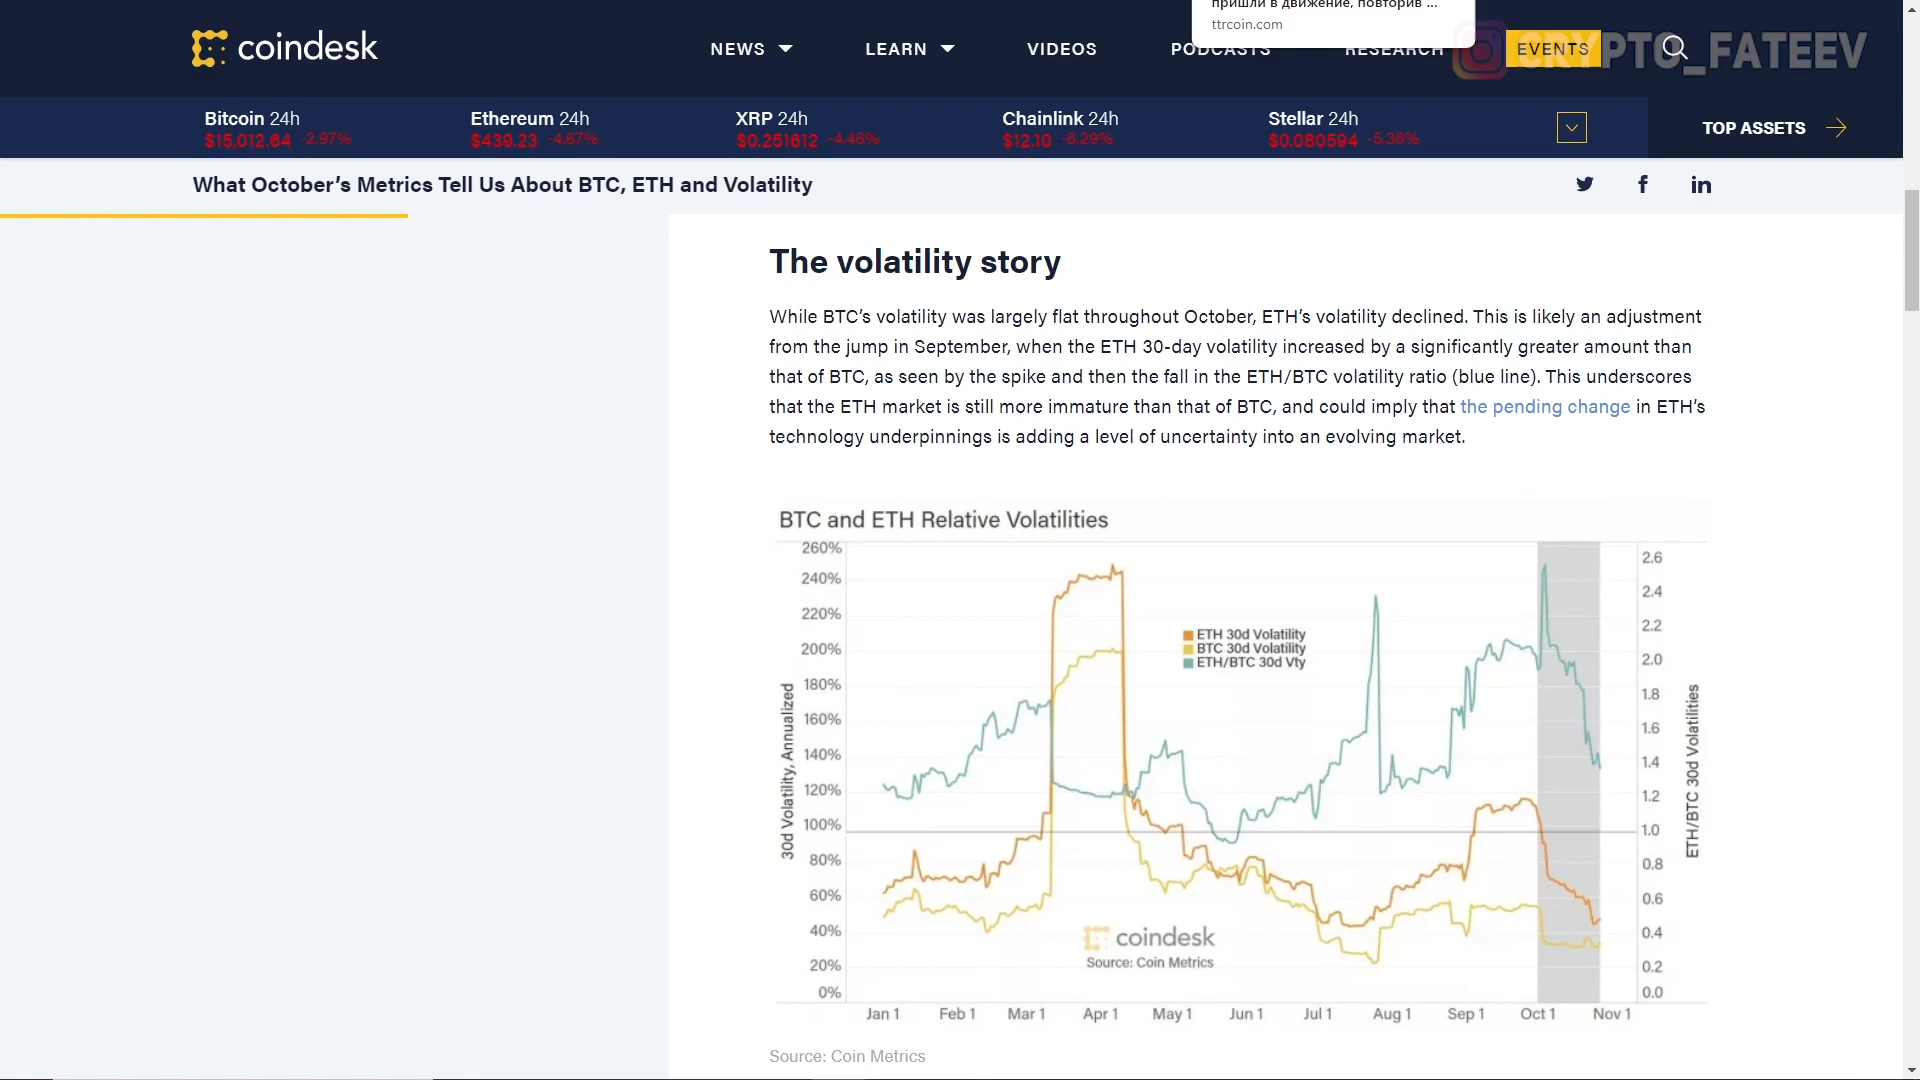 пришли в движение, повторив ...
ttrcoin.com
coindesk
NEWS
LEARN
VIDEOS
PODCASTS
RESEARCH
EVENTS
CRYPTO_FATEEV
Bitcoin 24h
$15,012.64 -2.97%
Ethereum 24h
$439.23 -4.67%
XRP 24h
$0.251612 -4.46%
Chainlink 24h
$12.10 -8.29%
Stellar 24h
$0.080594 -5.38%
TOP ASSETS
What October's Metrics Tell Us About BTC, ETH and Volatility
The volatility story
While BTC's volatility was largely flat throughout October, ETH's volatility declined. This is likely an adjustment
from the jump in September, when the ETH 30-day volatility increased by a significantly greater amount than
that of BTC, as seen by the spike and then the fall in the ETH/BTC volatility ratio (blue line). This underscores
that the ETH market is still more immature than that of BTC, and could imply that the pending change in ETH's
technology underpinnings is adding a level of uncertainty into an evolving market.
BTC and ETH Relative Volatilities
260%
240%
220%
200%
180%
160%
140%
120%
100%
80%
60%
40%
20%
0%
30d Volatility, Annualized
ETH 30d Volatility
BTC 30d Volatility
ETH/BTC 30d Vty
coindesk
Source: Coin Metrics
2.6
2.4
2.2
2.0
1.8
1.6
1.4
1.2
1.0
0.8
0.6
0.4
0.2
0.0
ETH/BTC 30d Volatilities
Jan 1 Feb 1 Mar 1 Apr 1 May 1 Jun 1 Jul 1 Aug 1 Sep 1 Oct 1 Nov 1
Source: Coin Metrics